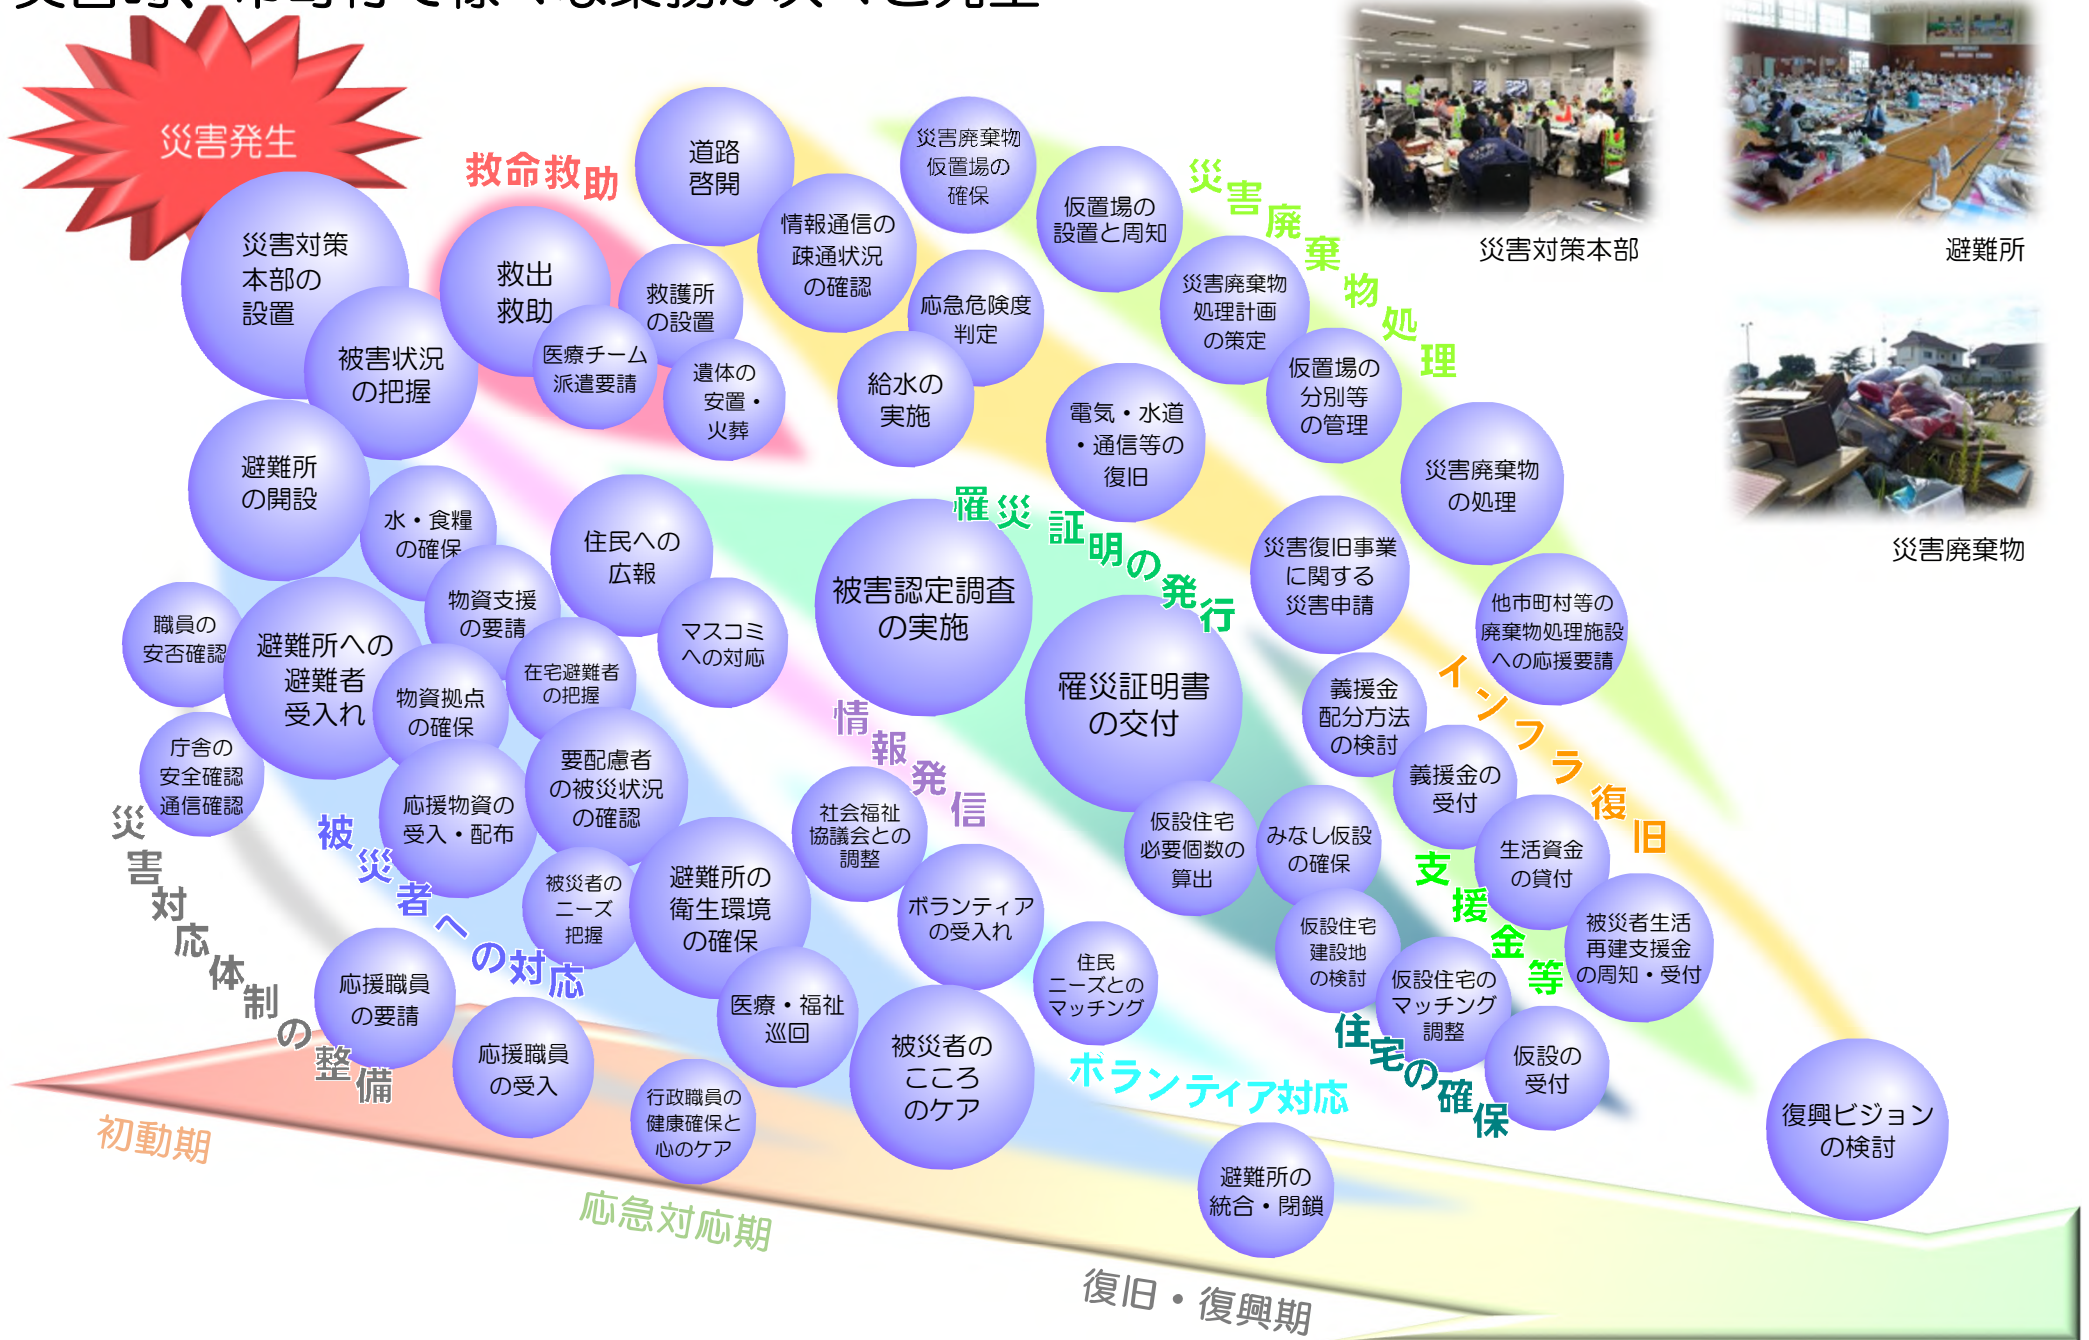 災害時、市町村で様々な業務が次々と発生
災害発生
災害対策
本部の
設置
被害状況
の把握
避難所
の開設
救命救助
救出
救助
救護所
の設置
医療チーム
派遣要請
遺体の
安置・
火葬
道路
啓開
情報通信の
疎通状況
の確認
応急危険度
判定
給水の
実施
電気・水道
・通信等の
復旧
災害復旧事業
に関する
災害申請
インフラ復旧
災害廃棄物
仮置場の
確保
仮置場の
設置と周知
災害廃棄物
処理計画
の策定
仮置場の
分別等
の管理
災害廃棄物
の処理
他市町村等の
廃棄物処理施設
への応援要請
災害廃棄物処理
災害対策本部
避難所
災害廃棄物
水・食糧
の確保
物資支援
の要請
在宅避難者
の把握
避難所への
避難者
受入れ
物資拠点
の確保
応援物資の
受入・配布
要配慮者
の被災状況
の確認
被災者の
ニーズ
把握
避難所の
衛生環境
の確保
医療・福祉
巡回
被災者の
こころ
のケア
避難所の
統合・閉鎖
被災者への対応
住民への
広報
マスコミ
への対応
情報発信
被害認定調査
の実施
罹災証明書
の交付
罹災証明の発行
職員の
安否確認
庁舎の
安全確認
通信確認
応援職員
の要請
応援職員
の受入
行政職員の
健康確保と
心のケア
災害対応体制の整備
社会福祉
協議会との
調整
ボランティア
の受入れ
住民
ニーズとの
マッチング
ボランティア対応
仮設住宅
必要個数の
算出
みなし仮設
の確保
仮設住宅
建設地
の検討
仮設住宅の
マッチング
調整
仮設の
受付
住宅の確保
義援金
配分方法
の検討
義援金の
受付
生活資金
の貸付
被災者生活
再建支援金
の周知・受付
支援金等
復興ビジョン
の検討
初動期
応急対応期
復旧・復興期